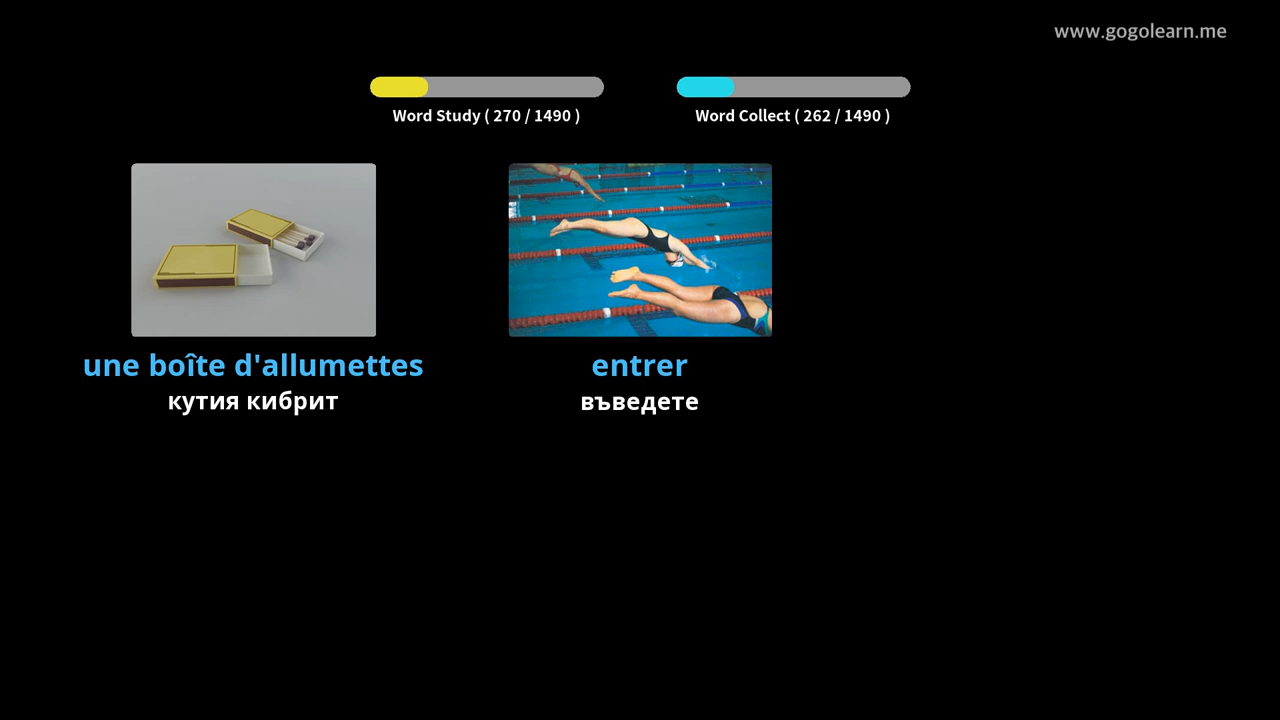 www.gogolearn.me
Word Study ( 270 / 1490 )
Word Collect ( 262 / 1490 )
une boîte d'allumettes
кутия кибрит
entrer
въведете